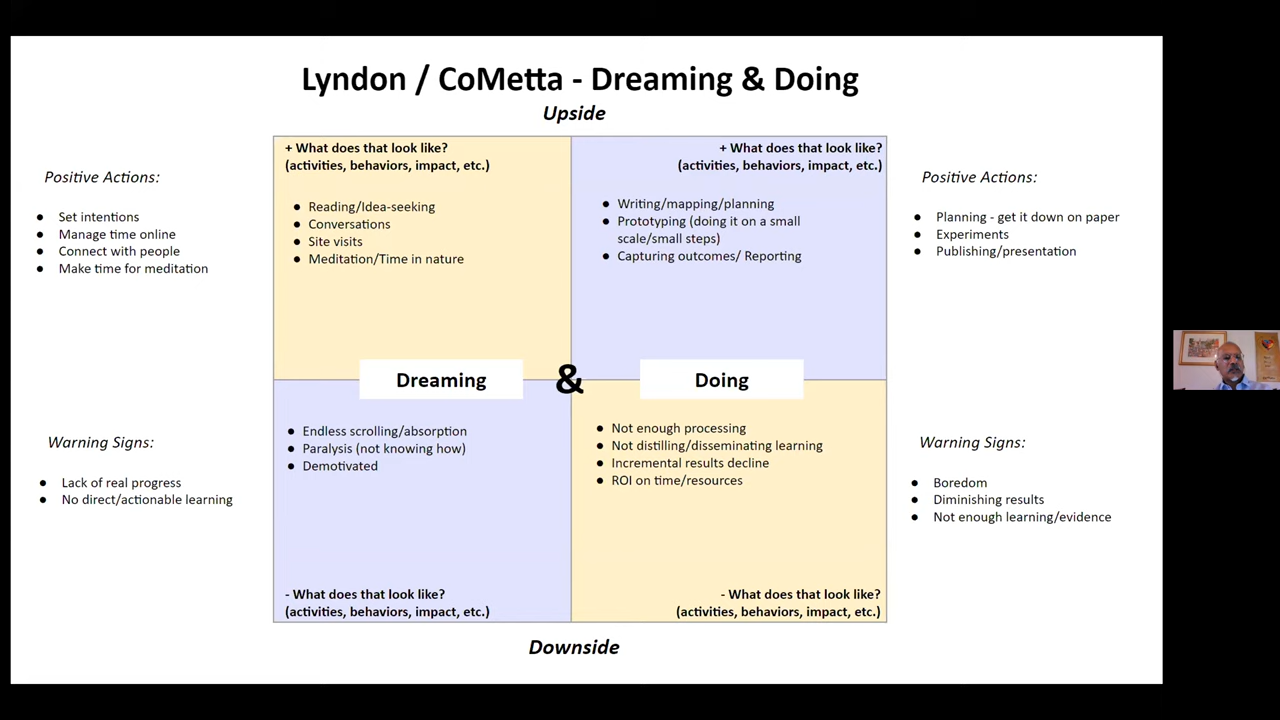 Lyndon / CoMetta - Dreaming & Doing
Upside
+ What does that look like?
(activities, behaviors, impact, etc.)
● Reading/Idea-seeking
● Conversations
● Site visits
● Meditation/Time in nature
+ What does that look like?
(activities, behaviors, impact, etc.)
● Writing/mapping/planning
● Prototyping (doing it on a small
scale/small steps)
● Capturing outcomes/ Reporting
Positive Actions:
● Set intentions
● Manage time online
● Connect with people
● Make time for meditation
Positive Actions:
● Planning - get it down on paper
● Experiments
● Publishing/presentation
Dreaming
&
Doing
Warning Signs:
● Lack of real progress
● No direct/actionable learning
● Endless scrolling/absorption
● Paralysis (not knowing how)
● Demotivated
- What does that look like?
(activities, behaviors, impact, etc.)
● Not enough processing
● Not distilling/disseminating learning
● Incremental results decline
● ROI on time/resources
- What does that look like?
(activities, behaviors, impact, etc.)
Warning Signs:
● Boredom
● Diminishing results
● Not enough learning/evidence
Downside